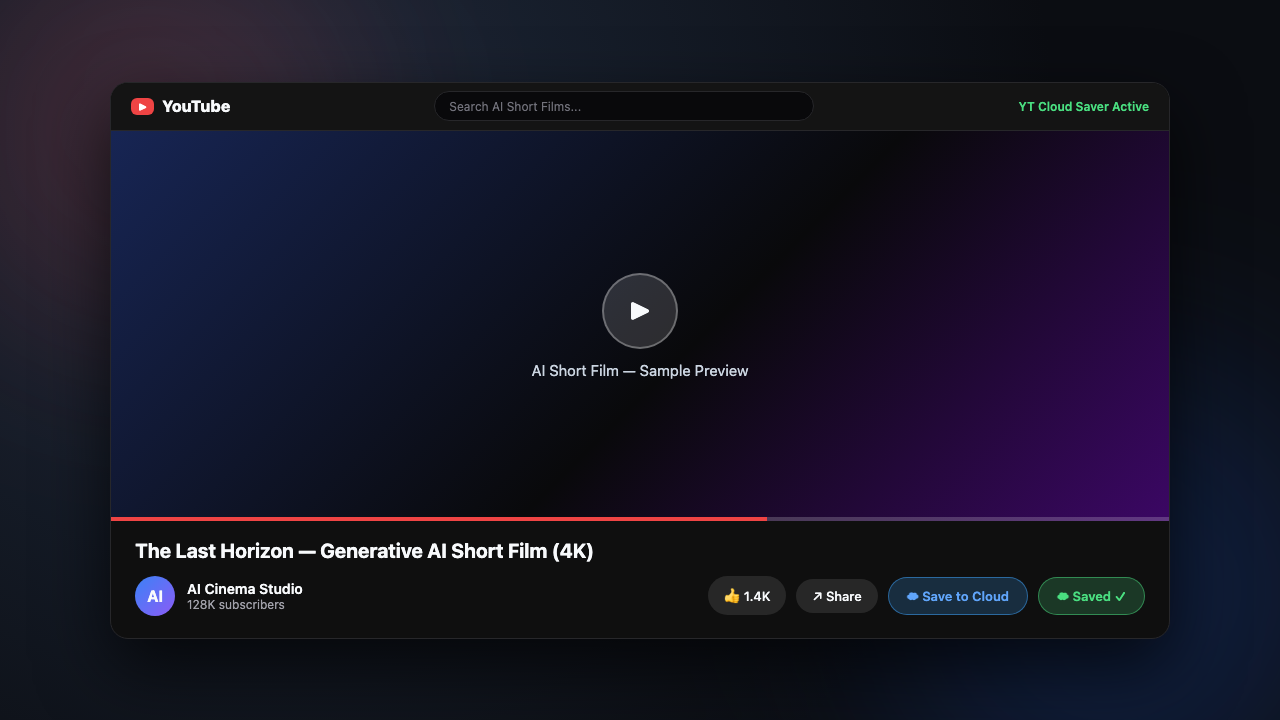 YouTube
Search AI Short Films...
YT Cloud Saver Active
AI Short Film — Sample Preview
The Last Horizon — Generative AI Short Film (4K)
AI
AI Cinema Studio
128K subscribers
👍 1.4K
↗ Share
☁ Save to Cloud
☁ Saved ✓